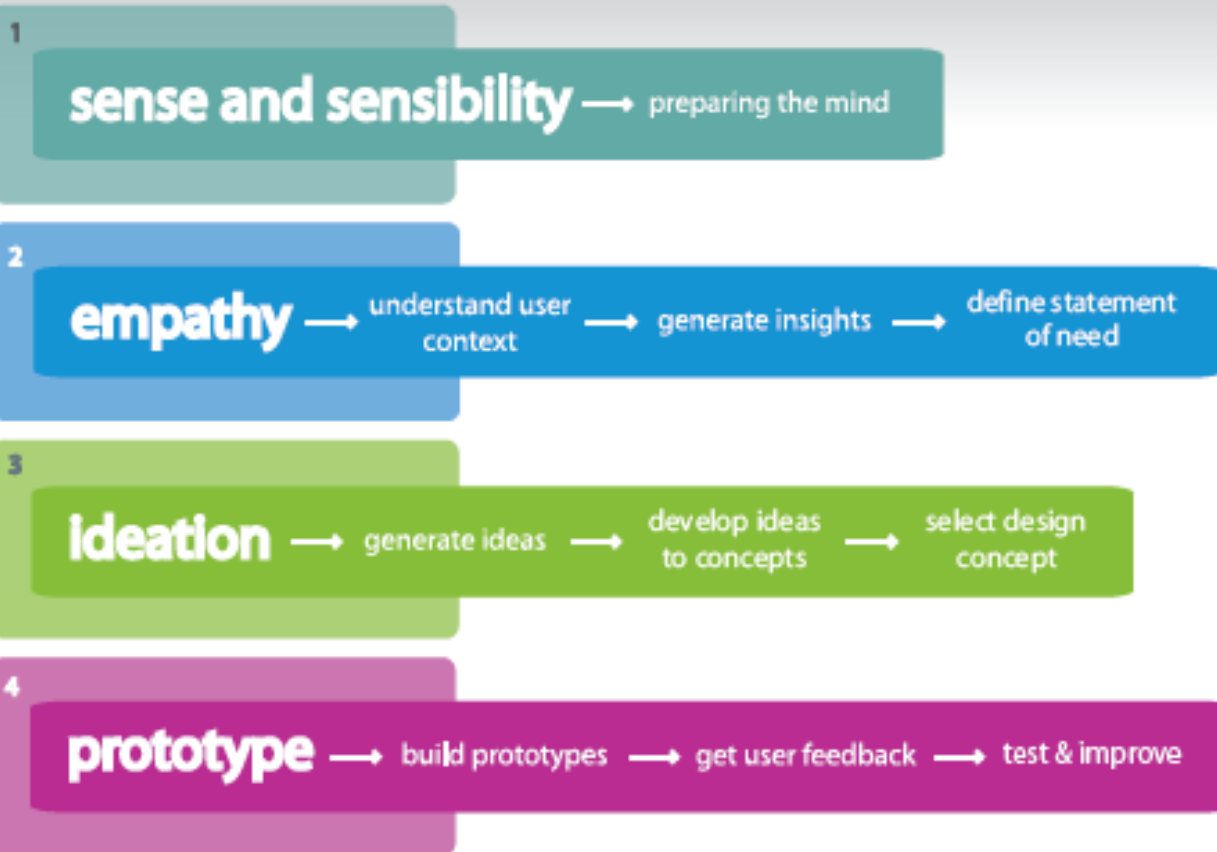 1
sense and sensibility → preparing the mind
2
empathy → understand user context → generate insights → define statement of need
3
ideation → generate ideas → develop ideas to concepts → select design concept
4
prototype → build prototypes → get user feedback → test & improve